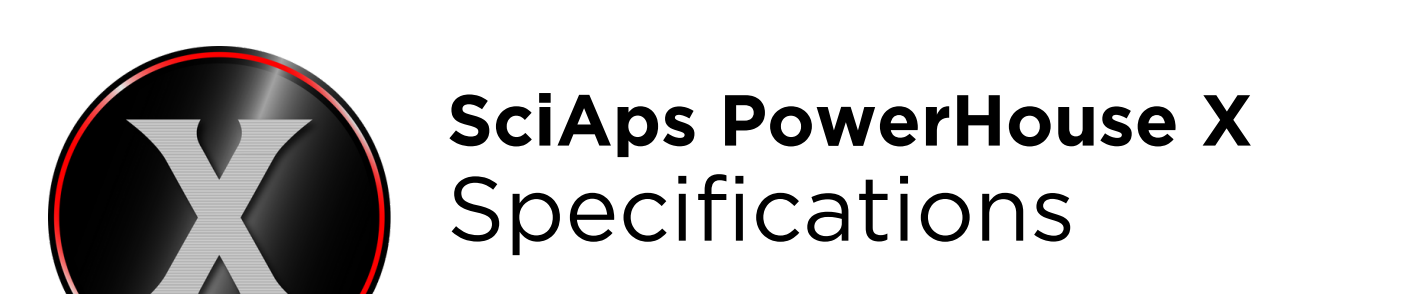 X
SciAps PowerHouse X
Specifications